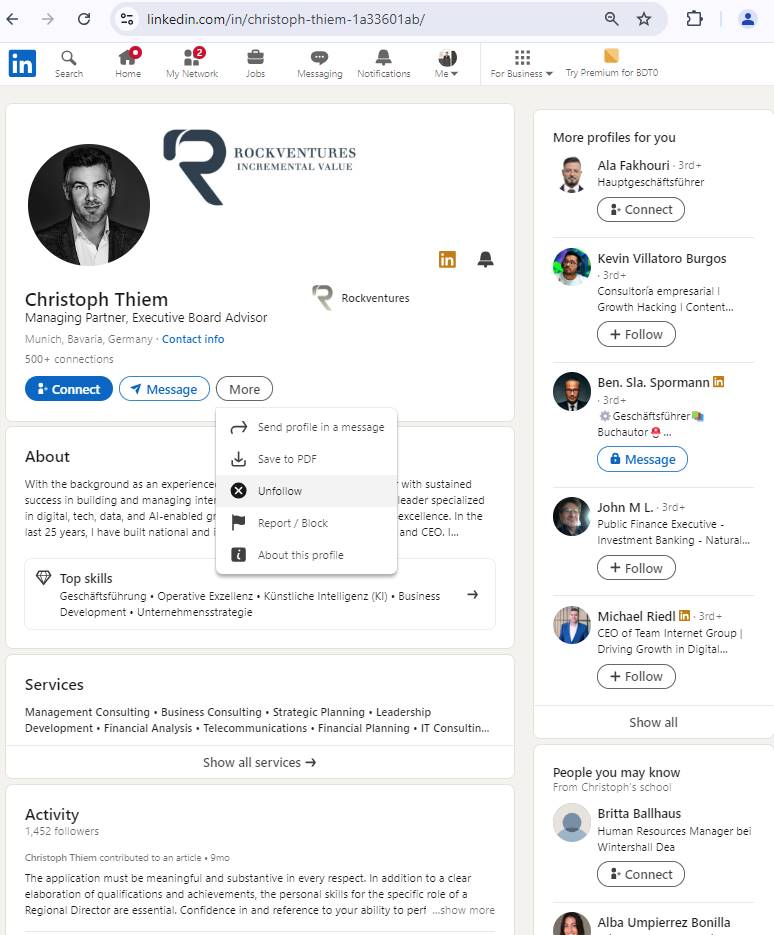 linkedin.com/in/christoph-thiem-1a33601ab/
in
Search
Home
2
My Network
Jobs
Messaging
Notifications
Me
For Business
Try Premium for BDT0
ROCKVENTURES
INCREMENTAL VALUE
in
Christoph Thiem
Rockventures
Managing Partner, Executive Board Advisor
Munich, Bavaria, Germany · Contact info
500+ connections
Connect
Message
More
Send profile in a message
Save to PDF
Unfollow
Report / Block
About this profile
About
With the background as an experience with sustained
success in building and managing inter leader specialized
in digital, tech, data, and AI-enabled gr excellence. In the
last 25 years, I have built national and i and CEO. I...
Top skills
Geschäftsführung • Operative Exzellenz • Künstliche Intelligenz (KI) • Business
Development • Unternehmensstrategie
Services
Management Consulting • Business Consulting • Strategic Planning • Leadership
Development • Financial Analysis • Telecommunications • Financial Planning • IT Consultin...
Show all services →
Activity
1,452 followers
Christoph Thiem contributed to an article • 9mo
The application must be meaningful and substantive in every respect. In addition to a clear
elaboration of qualifications and achievements, the personal skills for the specific role of a
Regional Director are essential. Confidence in and reference to your ability to perf ...show more
More profiles for you
Ala Fakhouri · 3rd+
Hauptgeschäftsführer
Connect
Kevin Villatoro Burgos
· 3rd+
Consultoría empresarial |
Growth Hacking | Content...
+ Follow
Ben. Sla. Spormann in
· 3rd+
Geschäftsführer
Buchautor ...
Message
John M L. · 3rd+
Public Finance Executive -
Investment Banking - Natural...
+ Follow
Michael Riedl in · 3rd+
CEO of Team Internet Group |
Driving Growth in Digital...
+ Follow
Show all
People you may know
From Christoph's school
Britta Ballhaus
Human Resources Manager bei
Wintershall Dea
Connect
Alba Umpierrez Bonilla